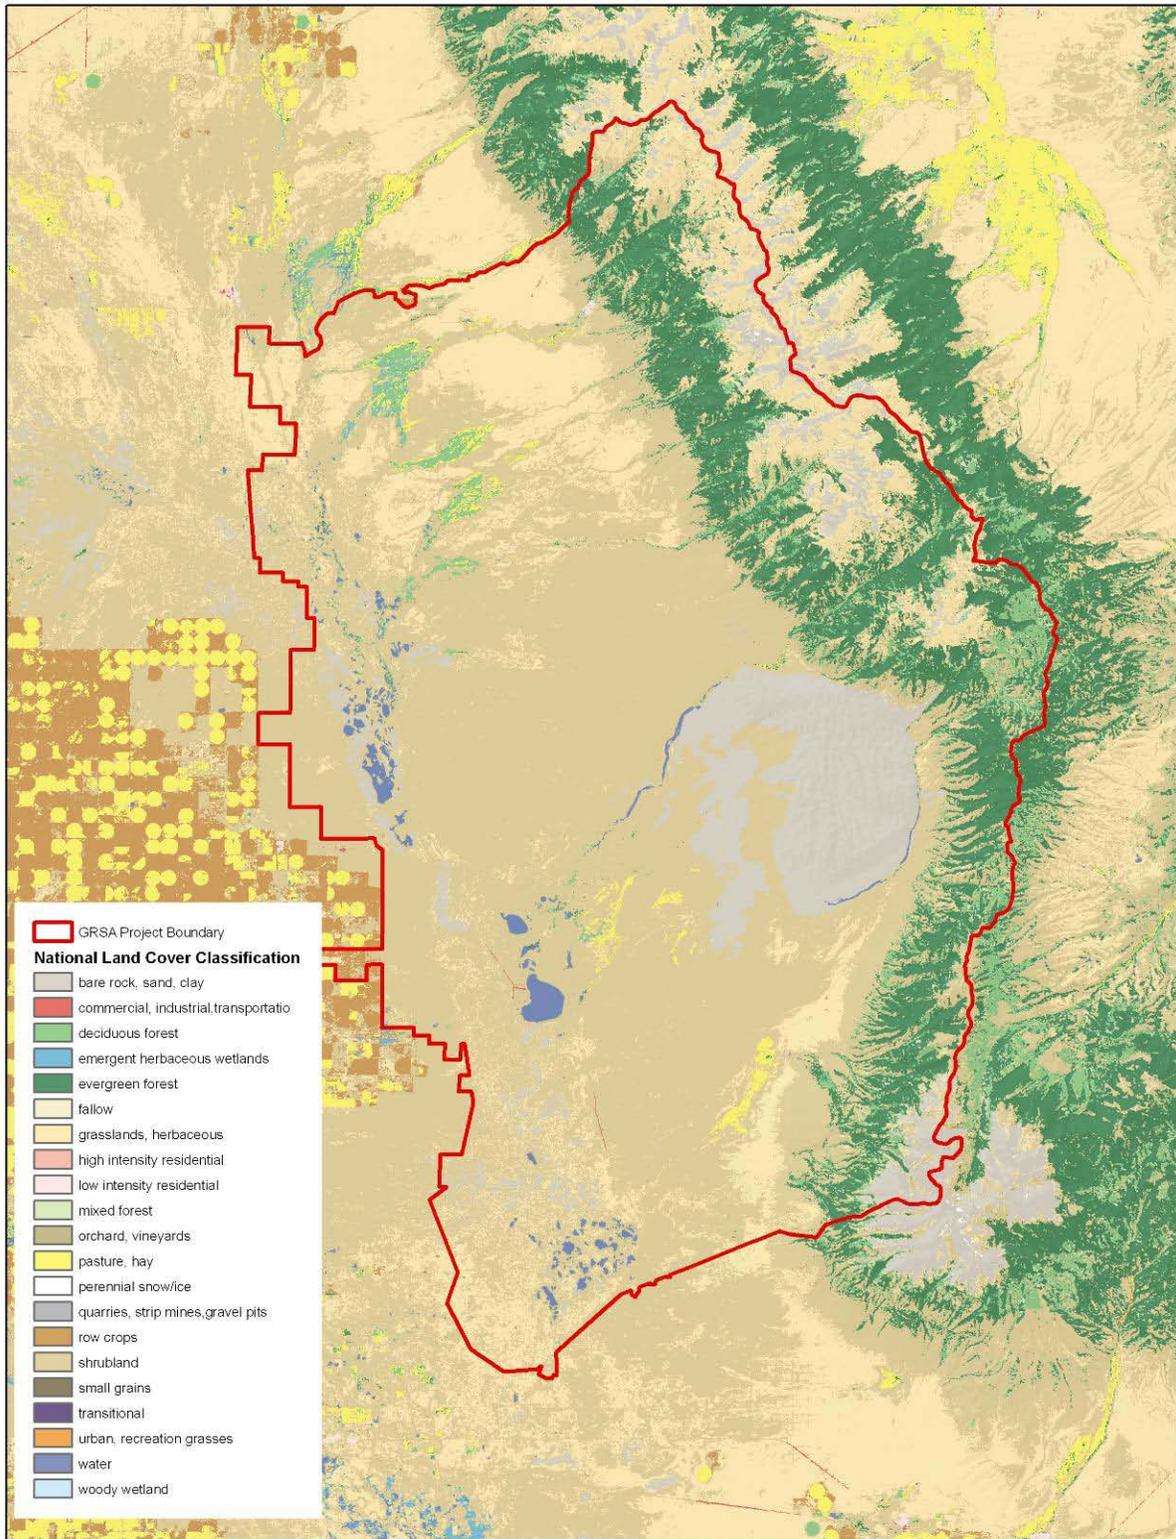 GRSA Project Boundary
National Land Cover Classification
bare rock, sand, clay
commercial, industrial,transportatio
deciduous forest
emergent herbaceous wetlands
evergreen forest
fallow
grasslands, herbaceous
high intensity residential
low intensity residential
mixed forest
orchard, vineyards
pasture, hay
perennial snow/ice
quarries, strip mines,gravel pits
row crops
shrubland
small grains
transitional
urban, recreation grasses
water
woody wetland